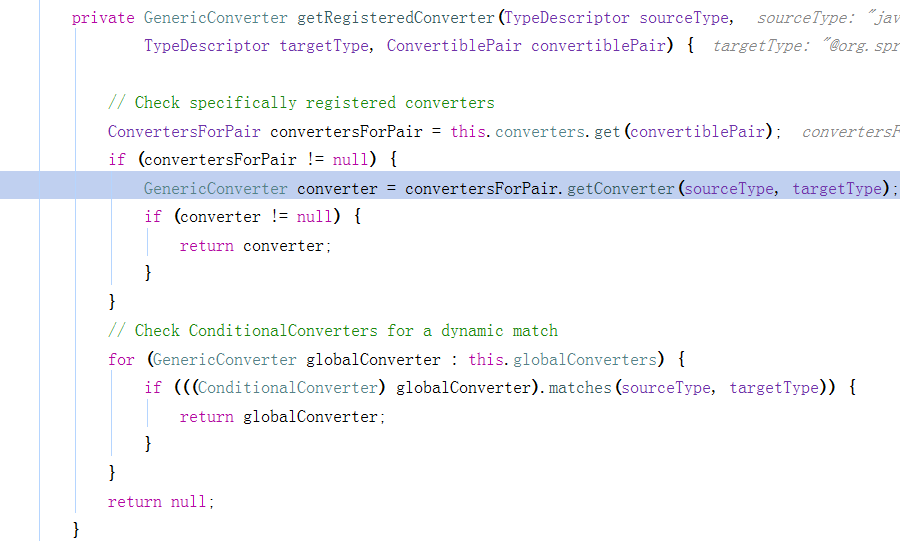 private GenericConverter getRegisteredConverter(TypeDescriptor sourceType,  sourceType: "jav
TypeDescriptor targetType, ConvertiblePair convertiblePair) {  targetType: "@org.spr
// Check specifically registered converters
ConvertersForPair convertersForPair = this.converters.get(convertiblePair);  convertersF
if (convertersForPair != null) {
GenericConverter converter = convertersForPair.getConverter(sourceType, targetType);
if (converter != null) {
return converter;
}
}
// Check ConditionalConverters for a dynamic match
for (GenericConverter globalConverter : this.globalConverters) {
if (((ConditionalConverter) globalConverter).matches(sourceType, targetType)) {
return globalConverter;
}
}
return null;
}